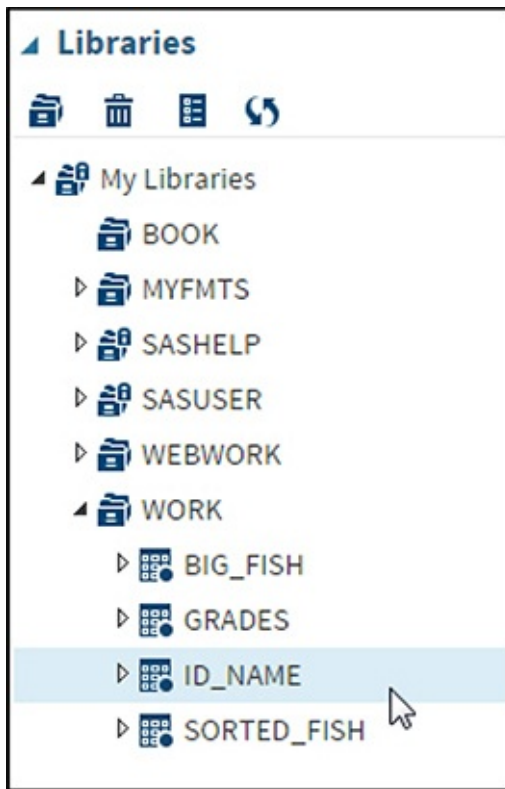 Libraries
My Libraries
BOOK
MYFMTS
SASHELP
SASUSER
WEBWORK
WORK
BIG_FISH
GRADES
ID_NAME
SORTED_FISH